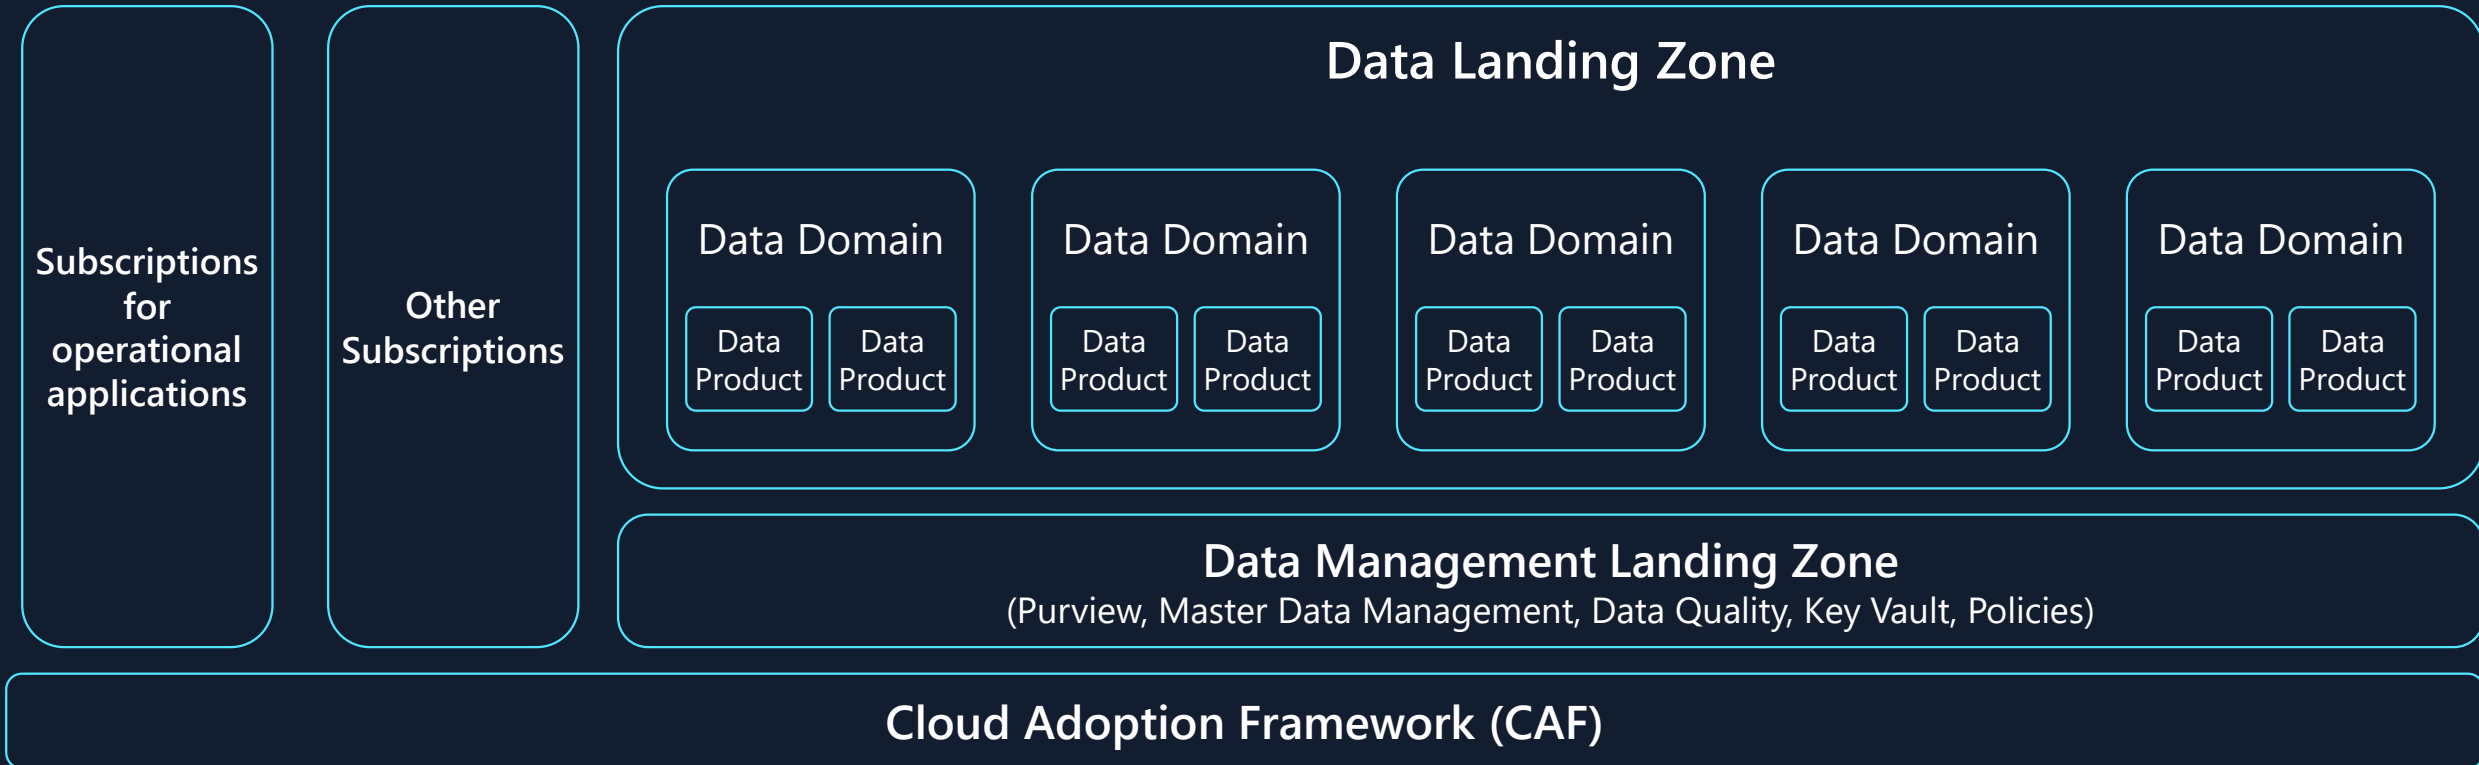 Subscriptions
for
operational
applications
Other
Subscriptions
Data Landing Zone
Data Domain
Data
Product
Data
Product
Data Domain
Data
Product
Data
Product
Data Domain
Data
Product
Data
Product
Data Domain
Data
Product
Data
Product
Data Domain
Data
Product
Data
Product
Data Management Landing Zone
(Purview, Master Data Management, Data Quality, Key Vault, Policies)
Cloud Adoption Framework (CAF)